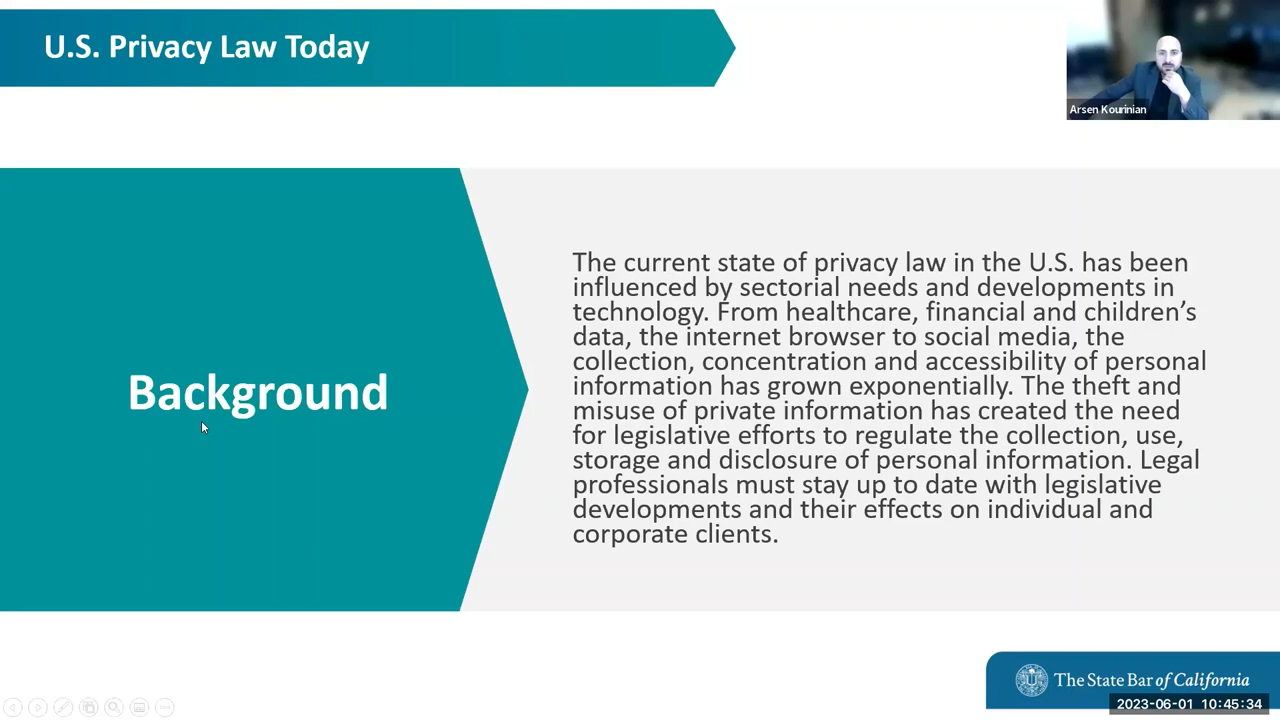 U.S. Privacy Law Today
Arsen Kourinian
Background
The current state of privacy law in the U.S. has been
influenced by sectorial needs and developments in
technology. From healthcare, financial and children’s
data, the internet browser to social media, the
collection, concentration and accessibility of personal
information has grown exponentially. The theft and
misuse of private information has created the need
for legislative efforts to regulate the collection, use,
storage and disclosure of personal information. Legal
professionals must stay up to date with legislative
developments and their effects on individual and
corporate clients.
The State Bar of California
2023-06-01 10:45:34